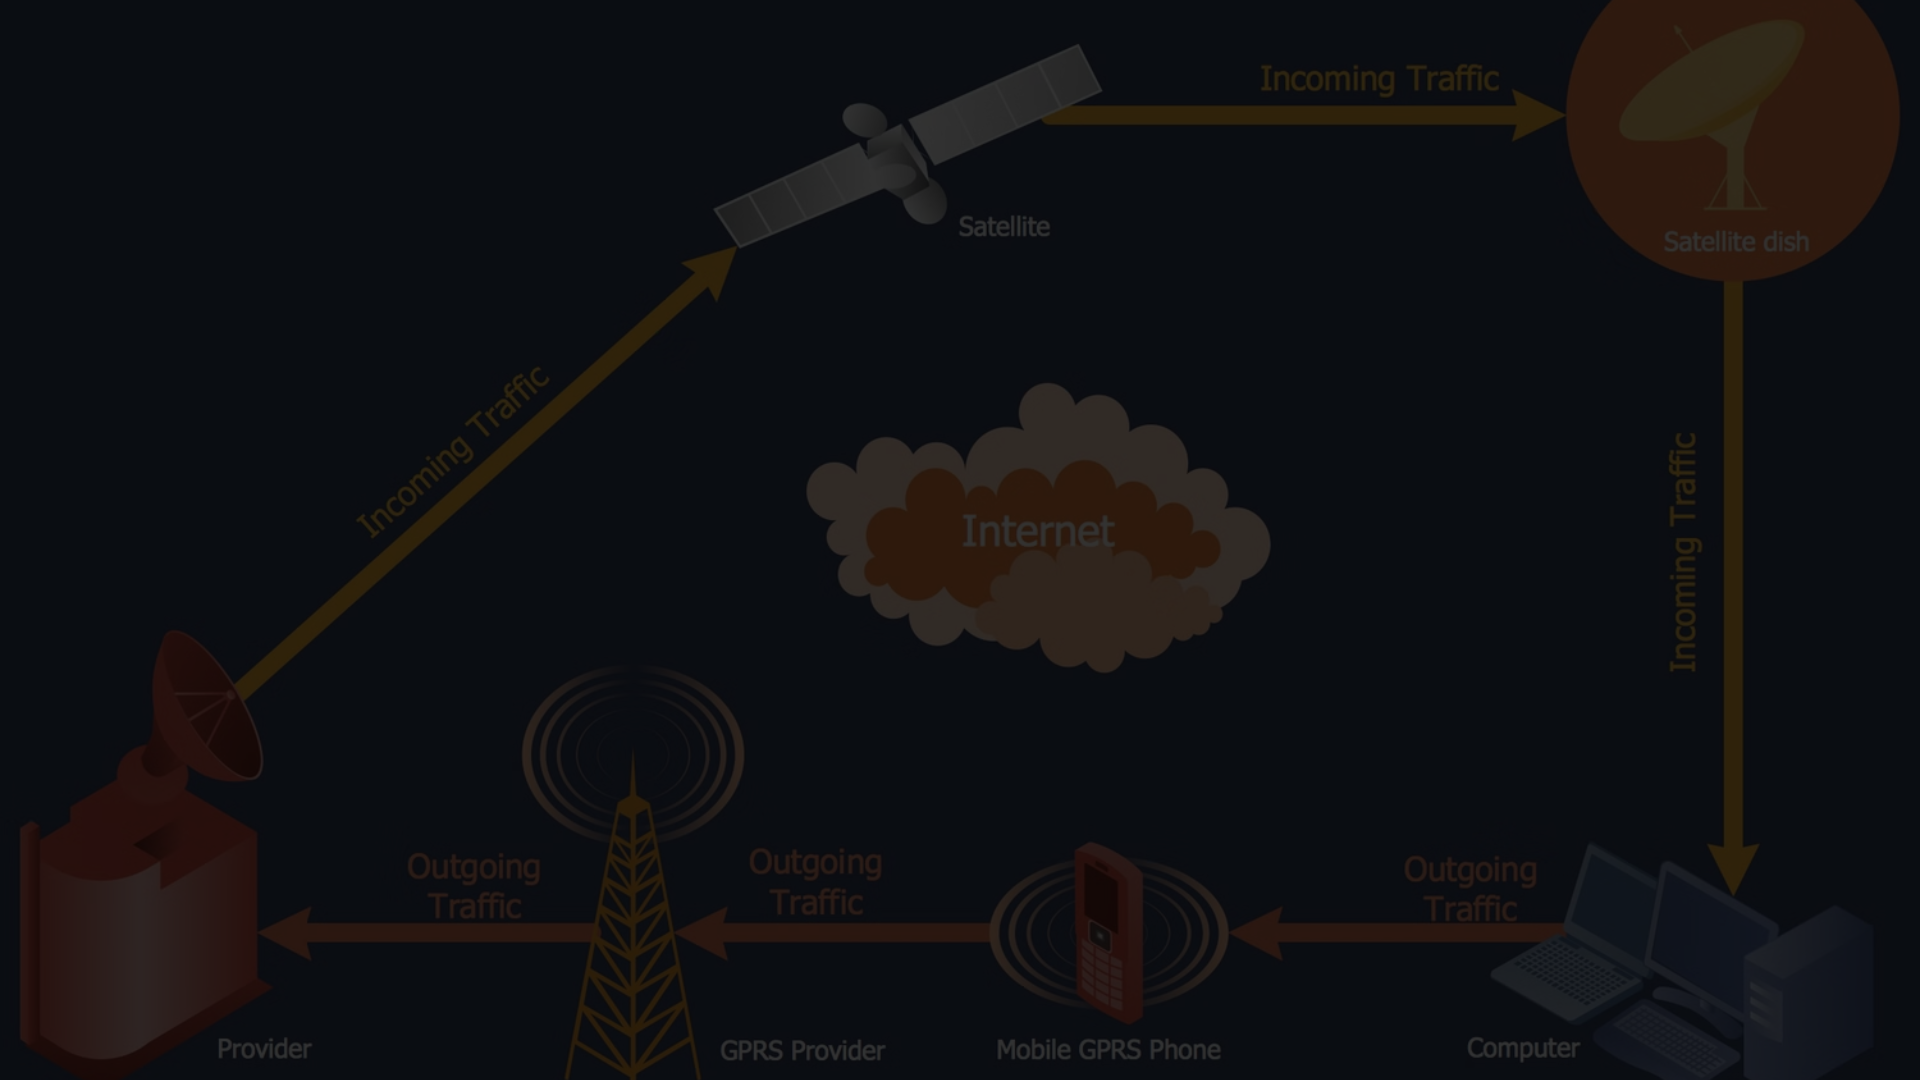 Incoming Traffic
Satellite
Satellite dish
Incoming Traffic
Internet
Incoming Traffic
Outgoing
Traffic
Outgoing
Traffic
Outgoing
Traffic
Provider
GPRS Provider
Mobile GPRS Phone
Computer